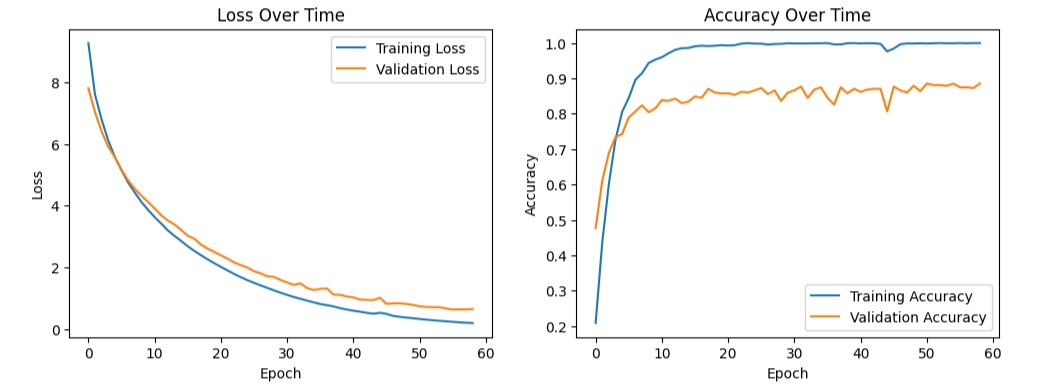 Loss Over Time
Training Loss
Validation Loss
8
6
4
2
0
Loss
0 10 20 30 40 50 60
Epoch
Accuracy Over Time
1.0
0.9
0.8
0.7
0.6
0.5
0.4
0.3
0.2
Accuracy
Training Accuracy
Validation Accuracy
0 10 20 30 40 50 60
Epoch